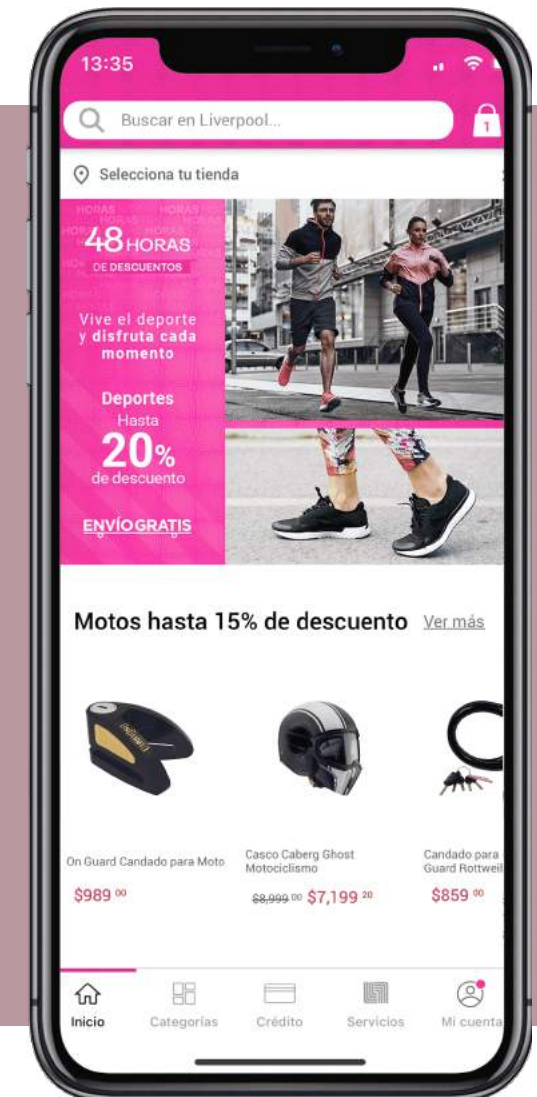 13:35
Buscar en Liverpool...
1
Selecciona tu tienda
HORAS HORAS
48 HORAS
DE DESCUENTOS
Vive el deporte
y disfruta cada
momento
Deportes
Hasta
20%
de descuento
ENVÍO GRATIS
Motos hasta 15% de descuento Ver más
On Guard Candado para Moto
$989 00
Casco Caberg Ghost
Motociclismo
$8,999 00 $7,199 20
Candado para
Guard Rottweil
$859 00
Inicio
Categorías
Crédito
Servicios
Mi cuenta